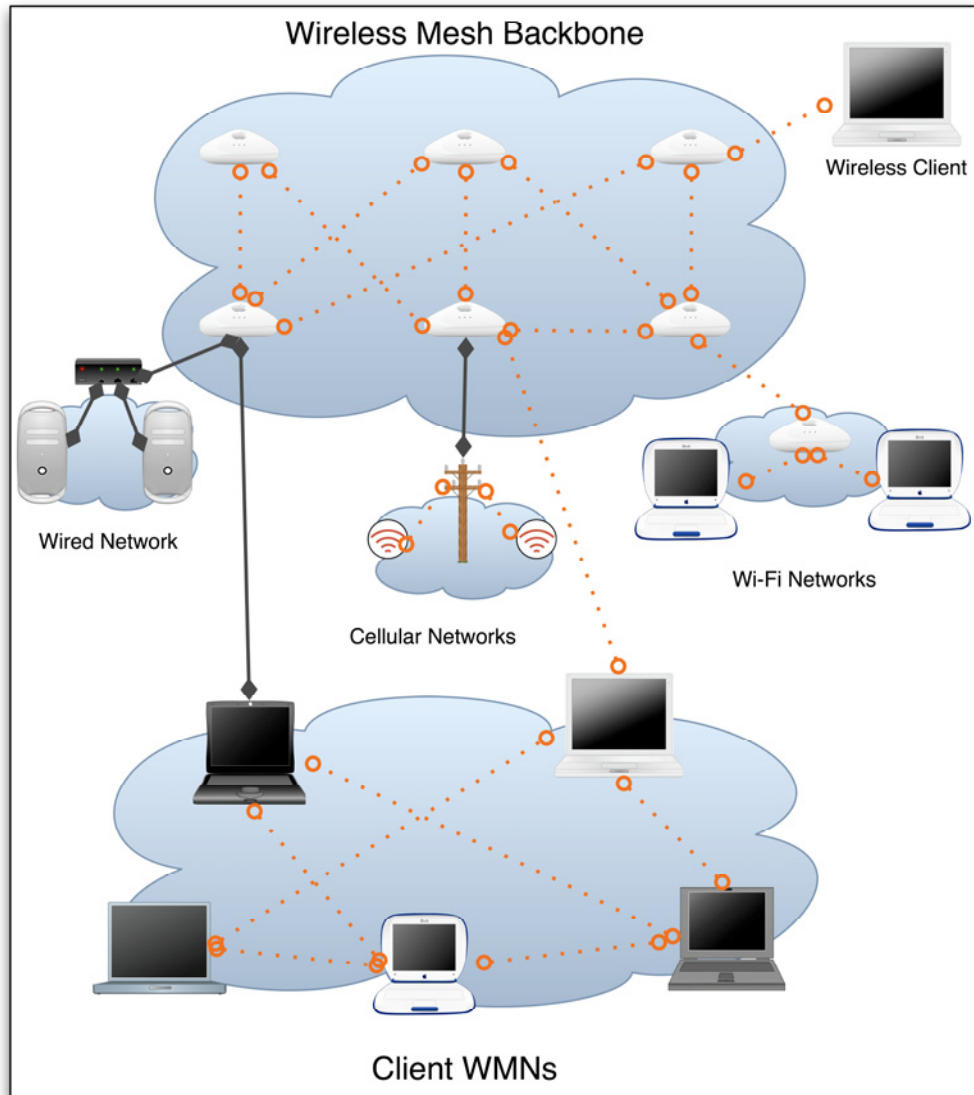 Wireless Mesh Backbone
Wireless Client
Wired Network
Wi-Fi Networks
Cellular Networks
Client WMNs